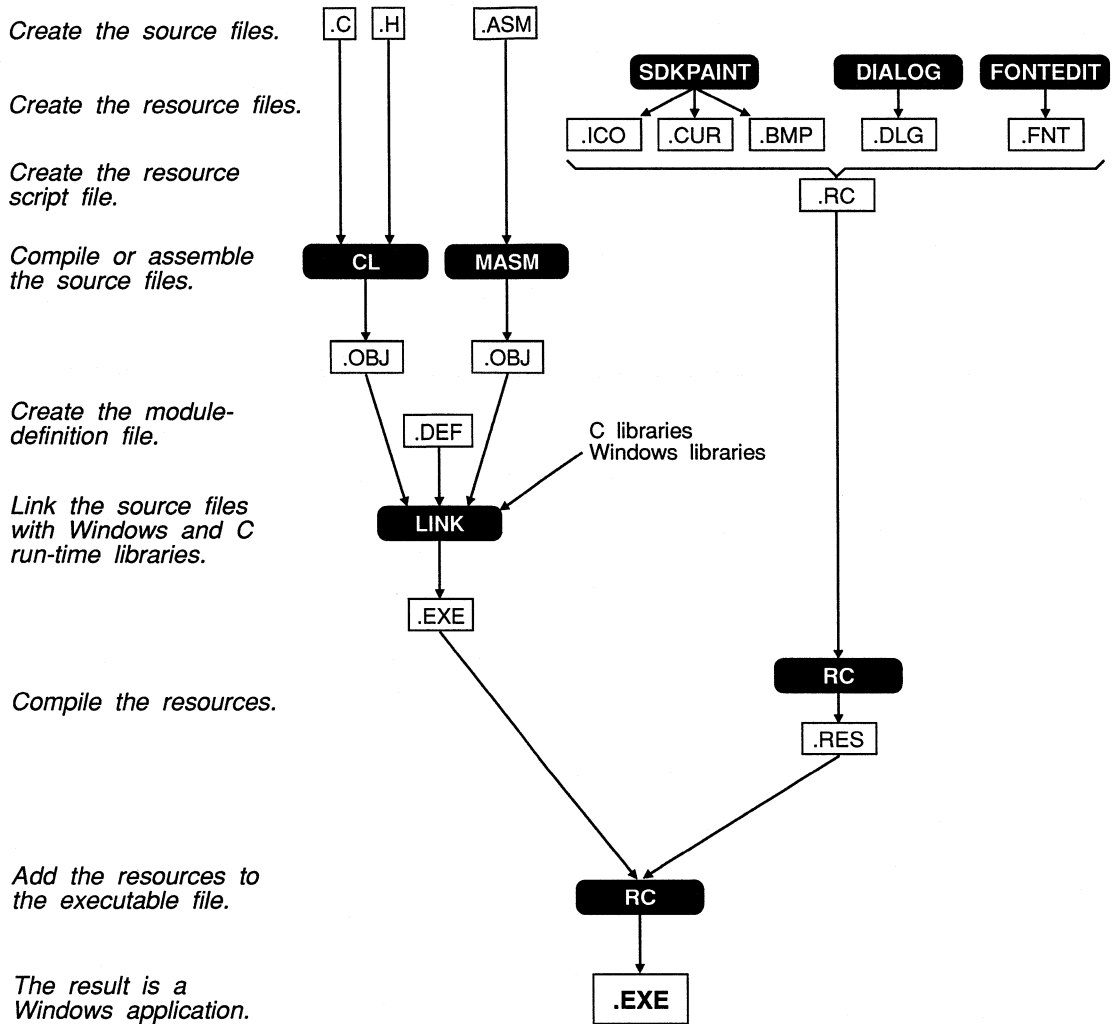 Create the source files.
.C
.H
.ASM
SDKPAINT
DIALOG
FONTEDIT
Create the resource files.
.ICO
.CUR
.BMP
.DLG
.FNT
Create the resource
script file.
.RC
Compile or assemble
the source files.
CL
MASM
.OBJ
.OBJ
Create the module-
definition file.
.DEF
C libraries
Windows libraries
Link the source files
with Windows and C
run-time libraries.
LINK
.EXE
RC
Compile the resources.
.RES
Add the resources to
the executable file.
RC
The result is a
Windows application.
.EXE